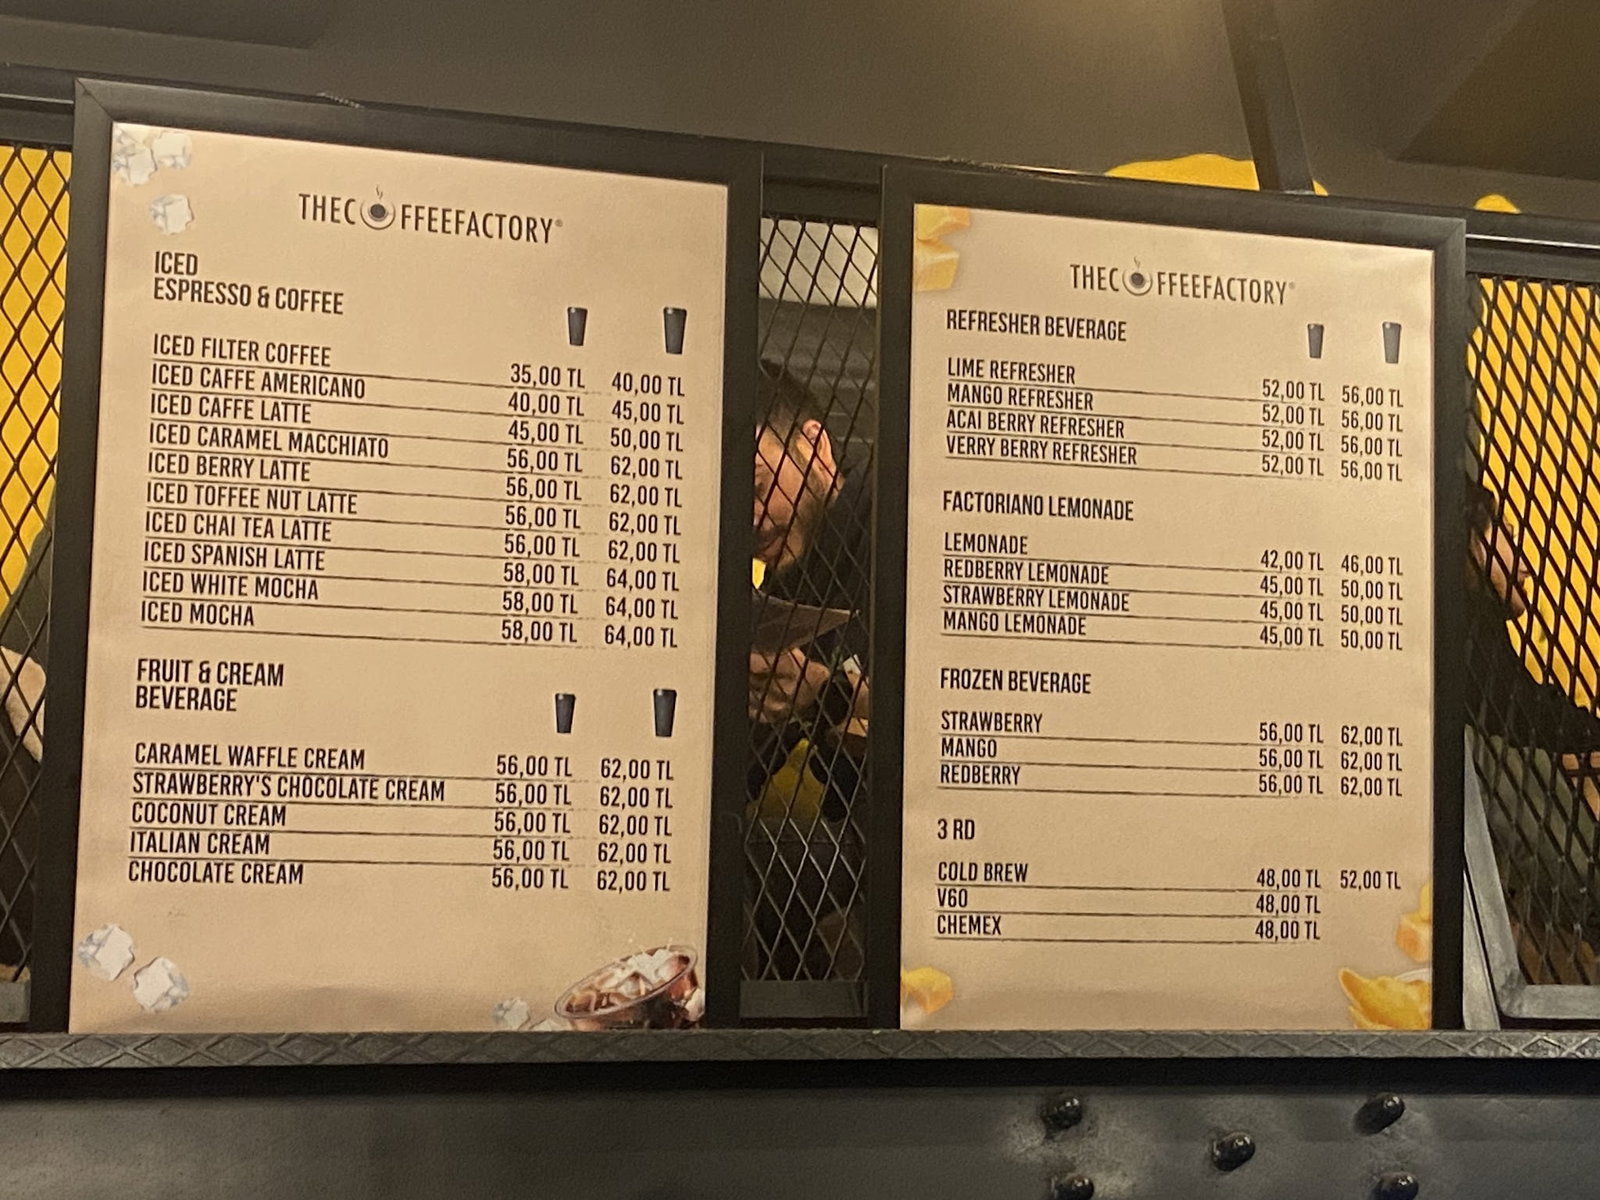 THECOFFEEFACTORY®
ICED
ESPRESSO & COFFEE
ICED FILTER COFFEE 35,00 TL 40,00 TL
ICED CAFFE AMERICANO 40,00 TL 45,00 TL
ICED CAFFE LATTE 45,00 TL 50,00 TL
ICED CARAMEL MACCHIATO 56,00 TL 62,00 TL
ICED BERRY LATTE 56,00 TL 62,00 TL
ICED TOFFEE NUT LATTE 56,00 TL 62,00 TL
ICED CHAI TEA LATTE 56,00 TL 62,00 TL
ICED SPANISH LATTE 58,00 TL 64,00 TL
ICED WHITE MOCHA 58,00 TL 64,00 TL
ICED MOCHA 58,00 TL 64,00 TL
FRUIT & CREAM
BEVERAGE
CARAMEL WAFFLE CREAM 56,00 TL 62,00 TL
STRAWBERRY'S CHOCOLATE CREAM 56,00 TL 62,00 TL
COCONUT CREAM 56,00 TL 62,00 TL
ITALIAN CREAM 56,00 TL 62,00 TL
CHOCOLATE CREAM 56,00 TL 62,00 TL
THECOFFEEFACTORY®
REFRESHER BEVERAGE
LIME REFRESHER 52,00 TL 56,00 TL
MANGO REFRESHER 52,00 TL 56,00 TL
ACAI BERRY REFRESHER 52,00 TL 56,00 TL
VERRY BERRY REFRESHER 52,00 TL 56,00 TL
FACTORIANO LEMONADE
LEMONADE 42,00 TL 46,00 TL
REDBERRY LEMONADE 45,00 TL 50,00 TL
STRAWBERRY LEMONADE 45,00 TL 50,00 TL
MANGO LEMONADE 45,00 TL 50,00 TL
FROZEN BEVERAGE
STRAWBERRY 56,00 TL 62,00 TL
MANGO 56,00 TL 62,00 TL
REDBERRY 56,00 TL 62,00 TL
3 RD
COLD BREW 48,00 TL 52,00 TL
V60 48,00 TL
CHEMEX 48,00 TL